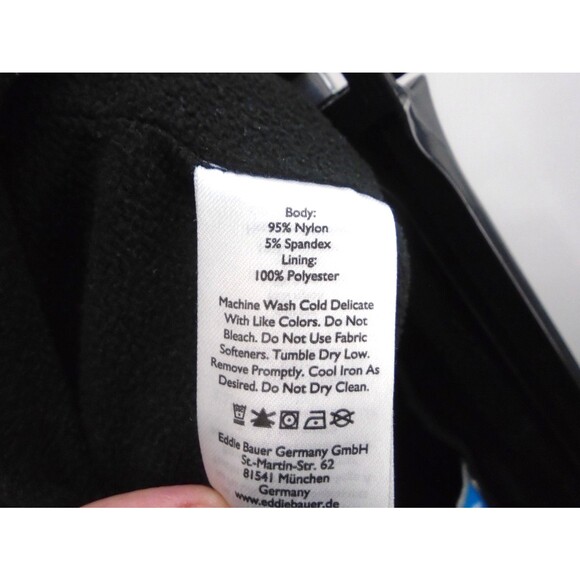 Body:
95% Nylon
5% Spandex
Lining:
100% Polyester
Machine Wash Cold Delicate
With Like Colors. Do Not
Bleach. Do Not Use Fabric
Softeners. Tumble Dry Low.
Remove Promptly. Cool Iron As
Desired. Do Not Dry Clean.
Eddie Bauer Germany GmbH
St.-Martin-Str. 62
81541 München
Germany
www.eddiebauer.de